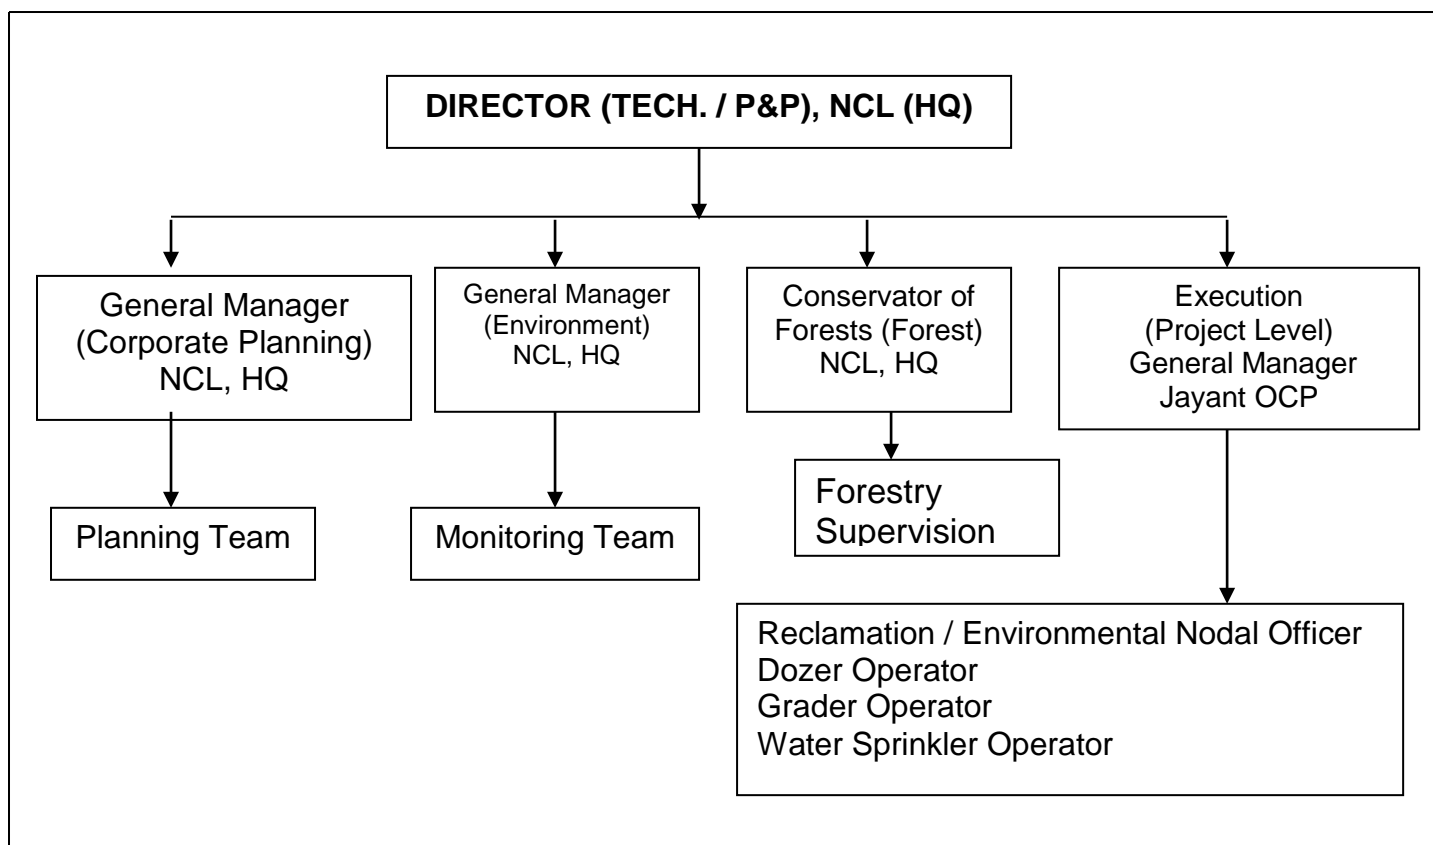 DIRECTOR (TECH. / P&P), NCL (HQ)
General Manager
(Corporate Planning)
NCL, HQ
General Manager
(Environment)
NCL, HQ
Conservator of
Forests (Forest)
NCL, HQ
Execution
(Project Level)
General Manager
Jayant OCP
Planning Team
Monitoring Team
Forestry
Supervision
Reclamation / Environmental Nodal Officer
Dozer Operator
Grader Operator
Water Sprinkler Operator